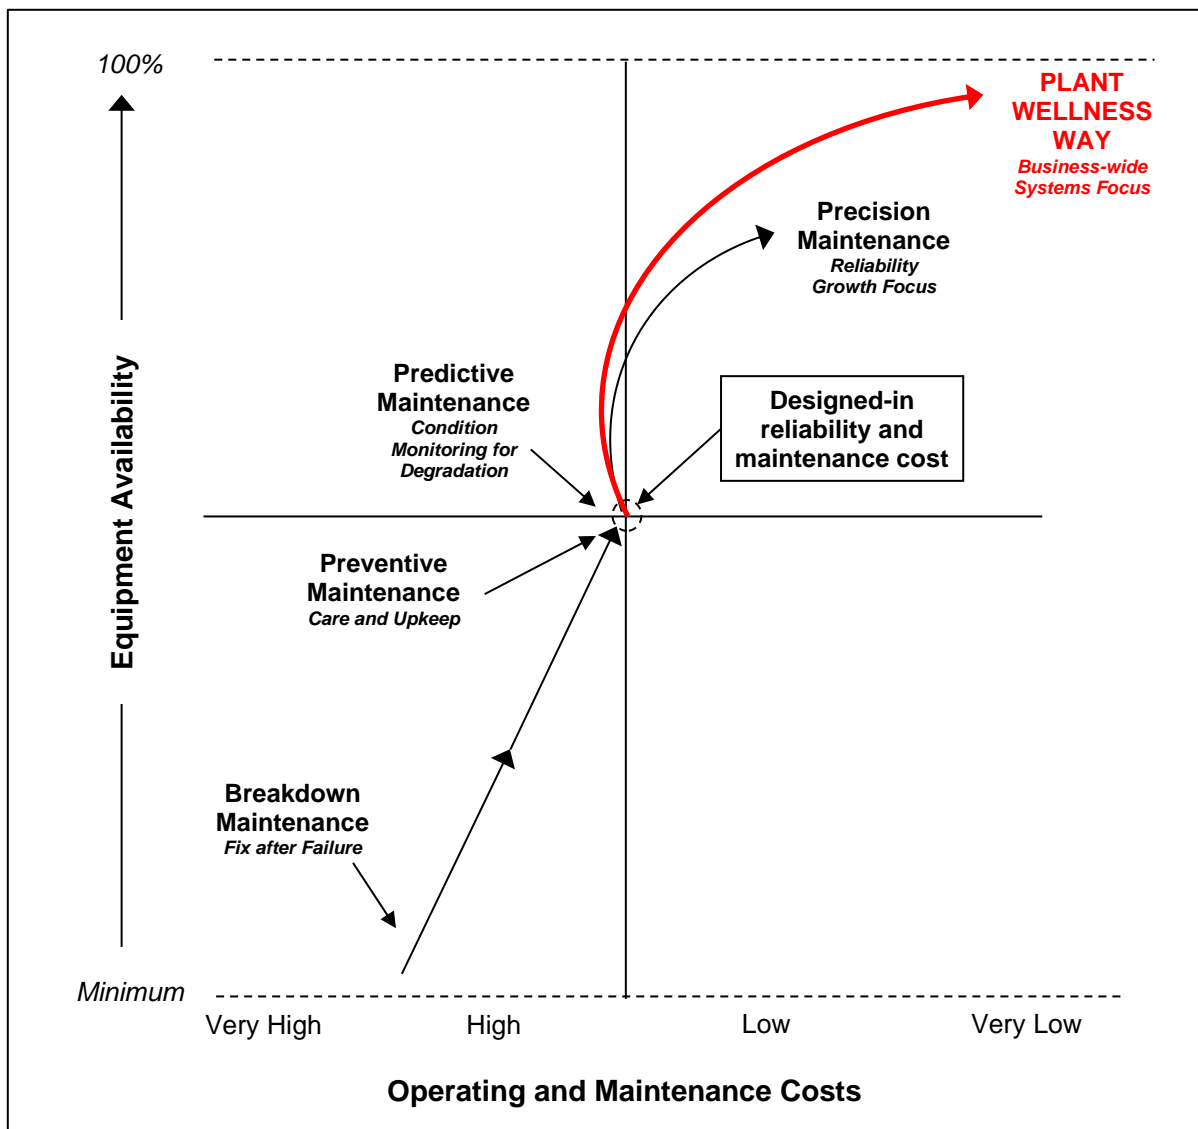 100%
PLANT
WELLNESS
WAY
Business-wide
Systems Focus
Precision
Maintenance
Reliability
Growth Focus
Predictive
Maintenance
Condition
Monitoring for
Degradation
Designed-in
reliability and
maintenance cost
Equipment Availability
Preventive
Maintenance
Care and Upkeep
Breakdown
Maintenance
Fix after Failure
Minimum
Very High
High
Low
Very Low
Operating and Maintenance Costs